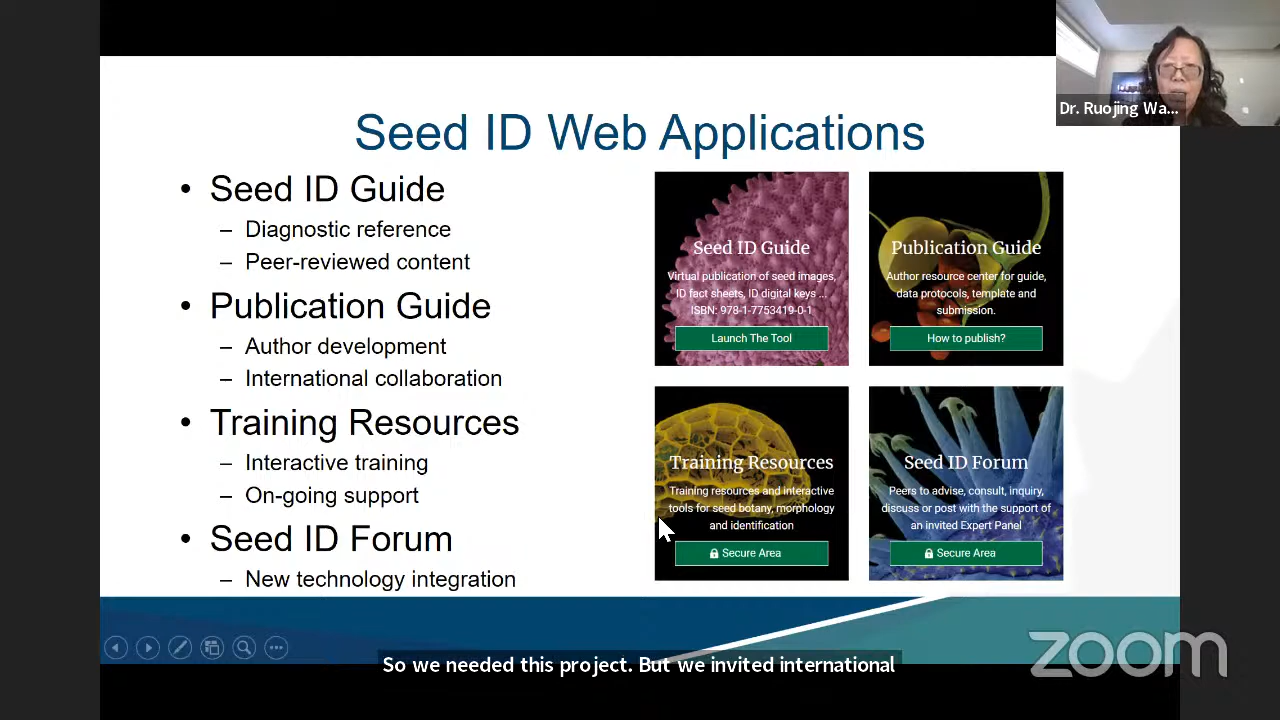 Dr. Ruojing Wa...
Seed ID Web Applications
• Seed ID Guide
– Diagnostic reference
– Peer-reviewed content
• Publication Guide
– Author development
– International collaboration
• Training Resources
– Interactive training
– On-going support
• Seed ID Forum
– New technology integration
Seed ID Guide
Virtual publication of seed images,
ID fact sheets, ID digital keys ...
ISBN: 978-1-7753419-0-1
Launch The Tool
Publication Guide
Author resource center for guide,
data protocols, template and
submission.
How to publish?
Training Resources
Training resources and interactive
tools for seed botany, morphology
and identification
Secure Area
Seed ID Forum
Peers to advise, consult, inquiry,
discuss or post with the support of
an invited Expert Panel
Secure Area
zoom
So we needed this project. But we invited international